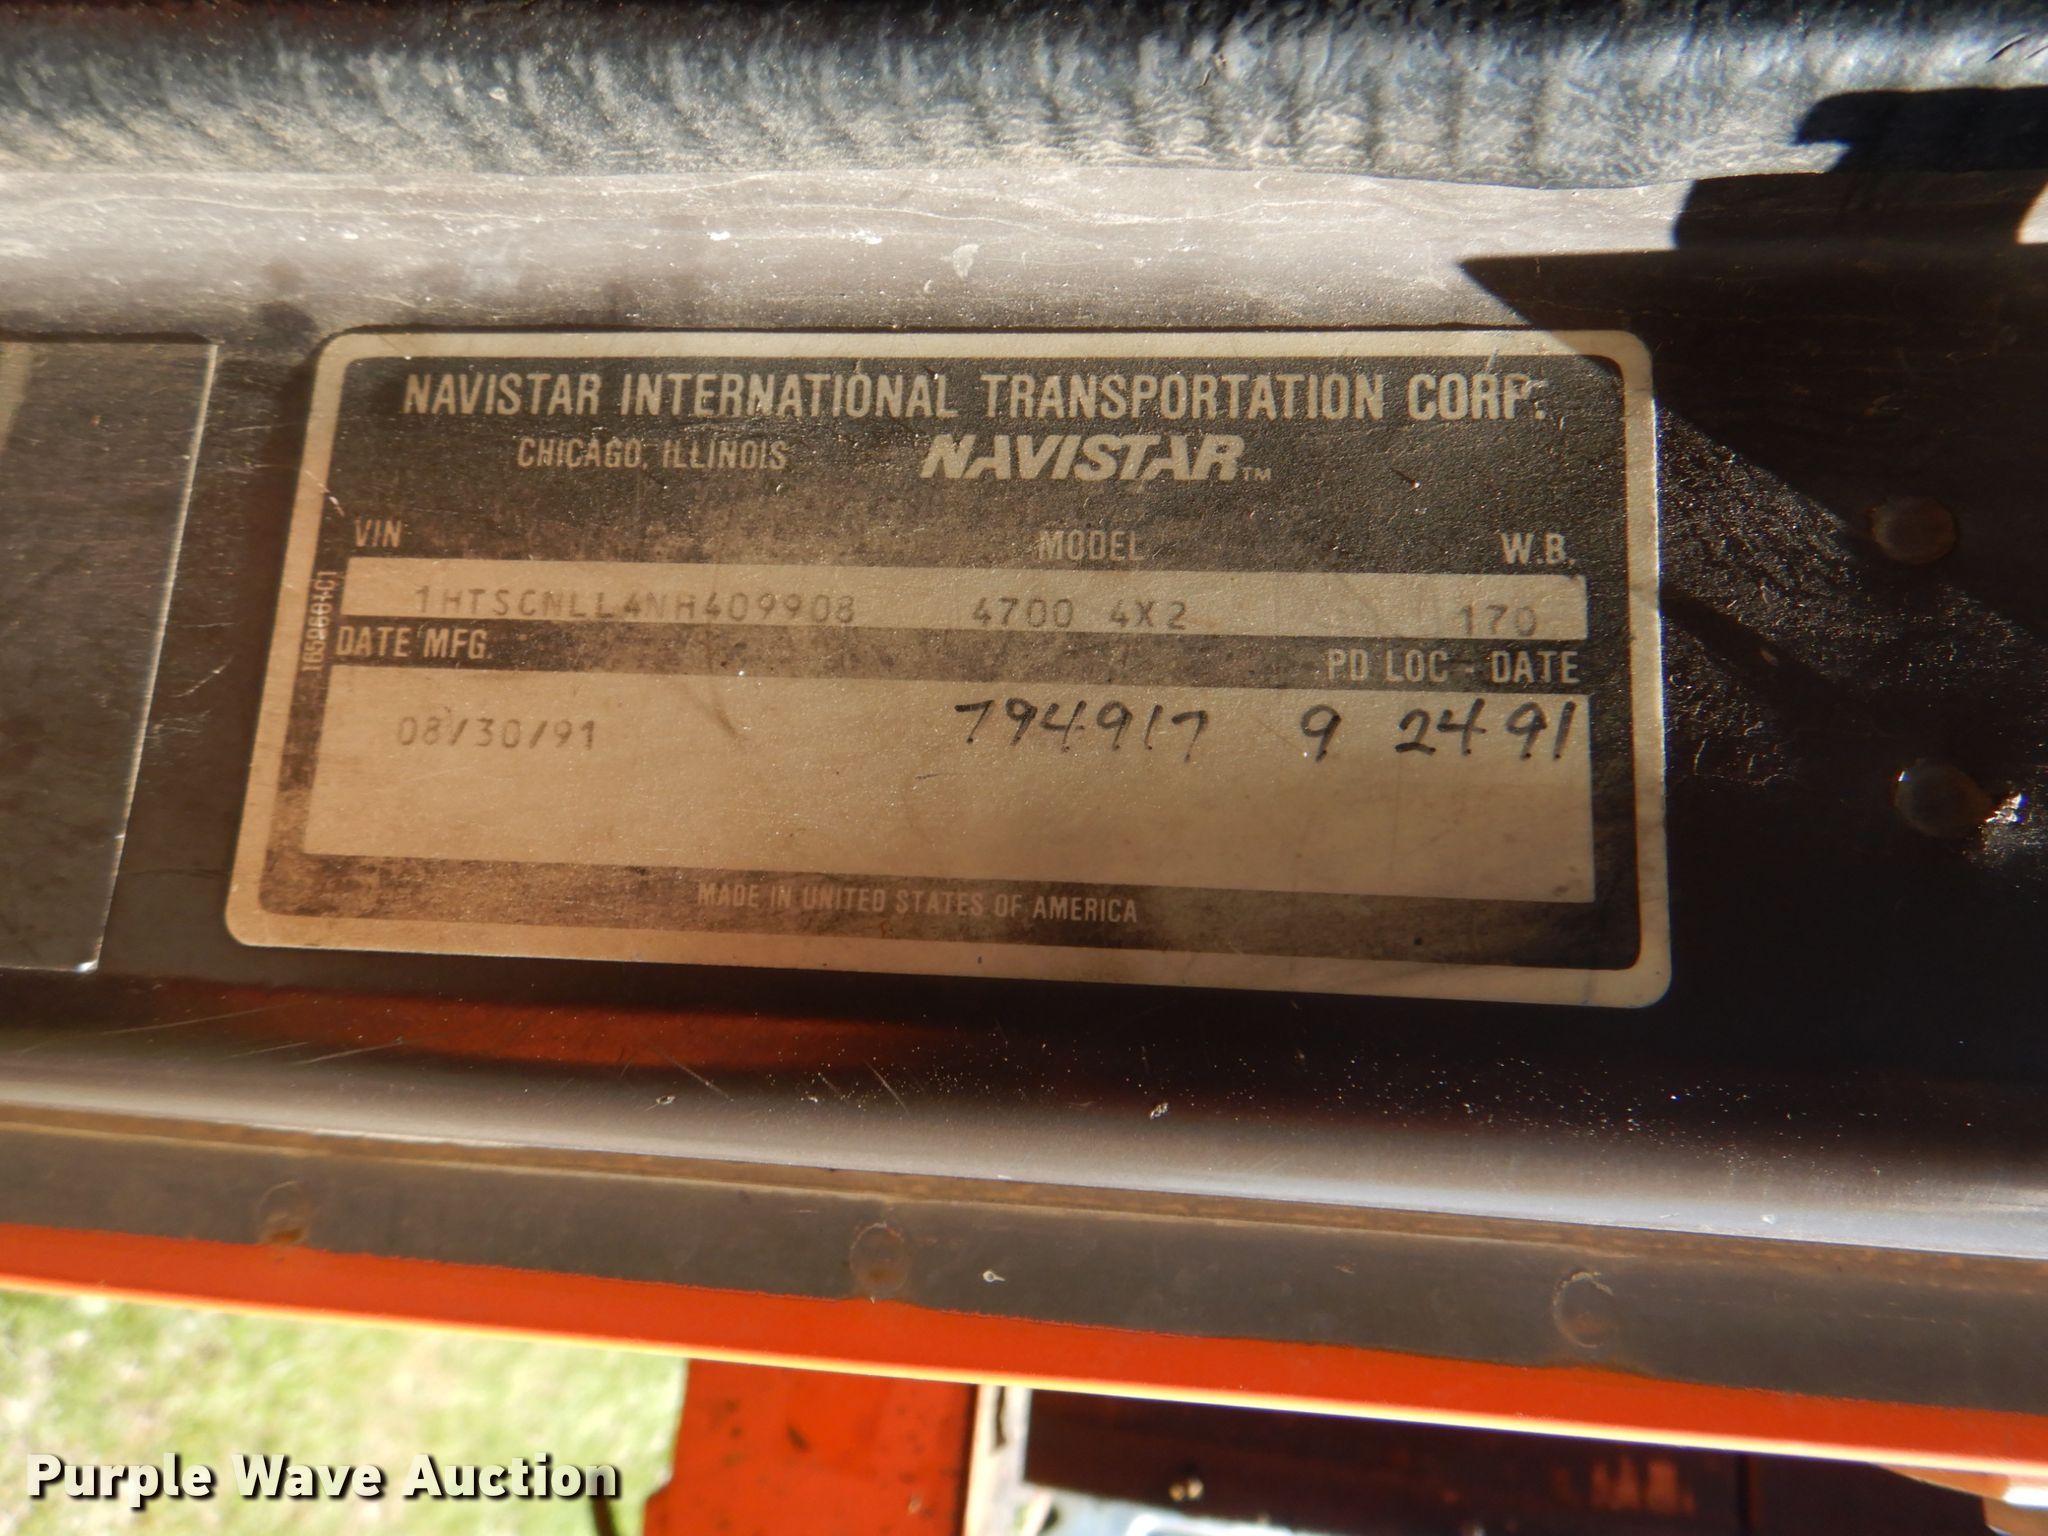 NAVISTAR INTERNATIONAL TRANSPORTATION CORP.
CHICAGO, ILLINOIS NAVISTAR™
VIN MODEL W.B.
1HTSCNLL4NH409908 4700 4X2 170
DATE MFG. PD LOC - DATE
08/30/91 794917 9 24 91
MADE IN UNITED STATES OF AMERICA
Purple Wave Auction